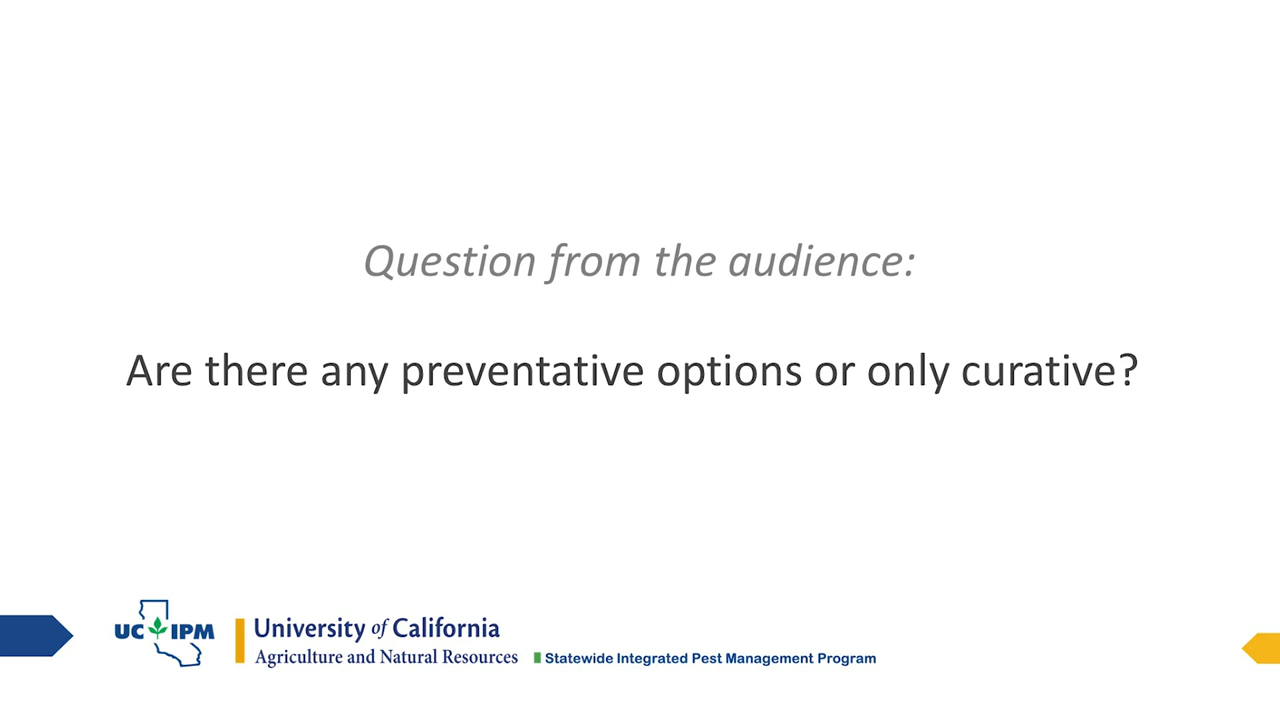 Question from the audience:
Are there any preventative options or only curative?
UC IPM
University of California
Agriculture and Natural Resources
Statewide Integrated Pest Management Program